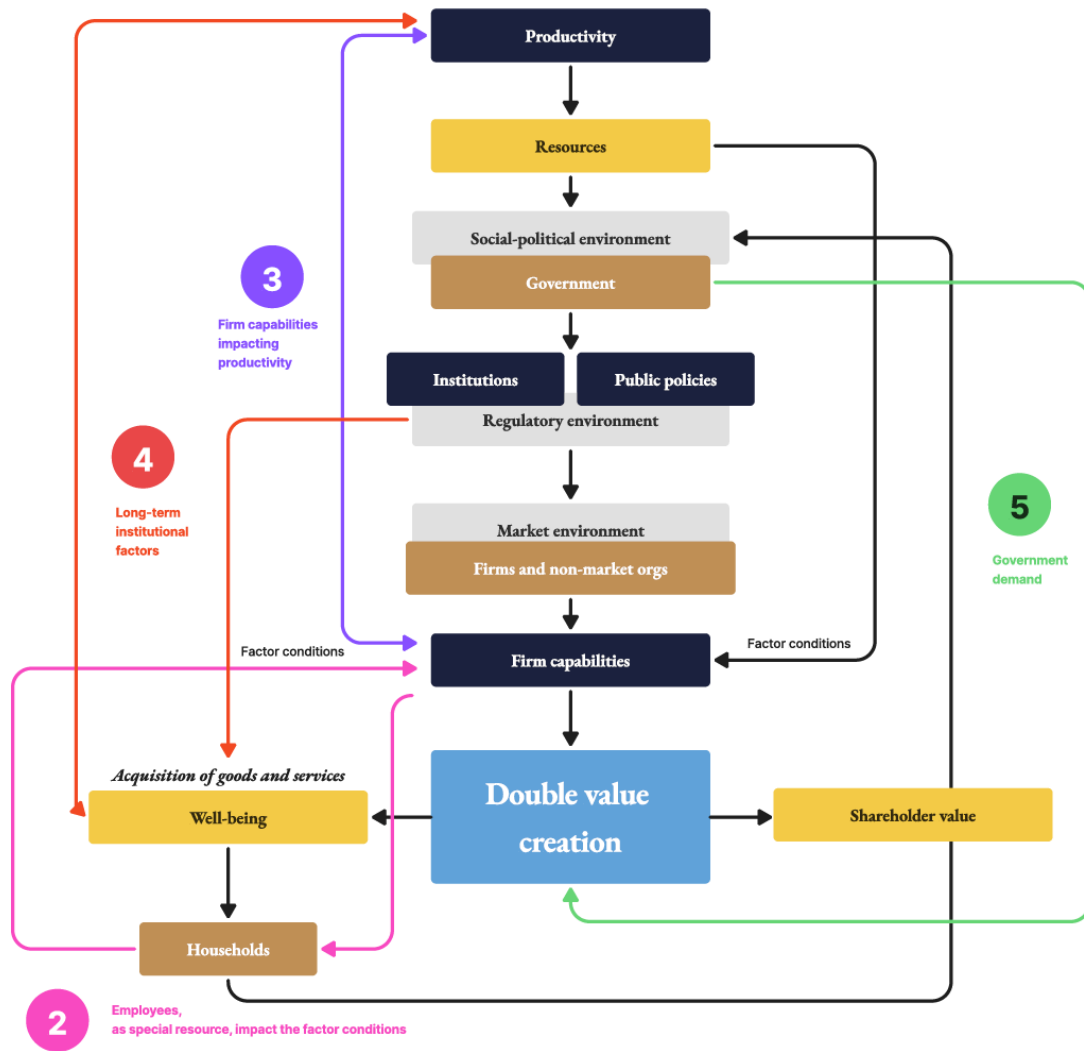 Productivity
Resources
Social-political environment
Government
3
Firm capabilities
impacting
productivity
Institutions
Public policies
Regulatory environment
4
Long-term
institutional
factors
5
Government
demand
Market environment
Firms and non-market orgs
Factor conditions
Firm capabilities
Factor conditions
Acquisition of goods and services
Well-being
Double value
creation
Shareholder value
Households
2
Employees,
as special resource, impact the factor conditions